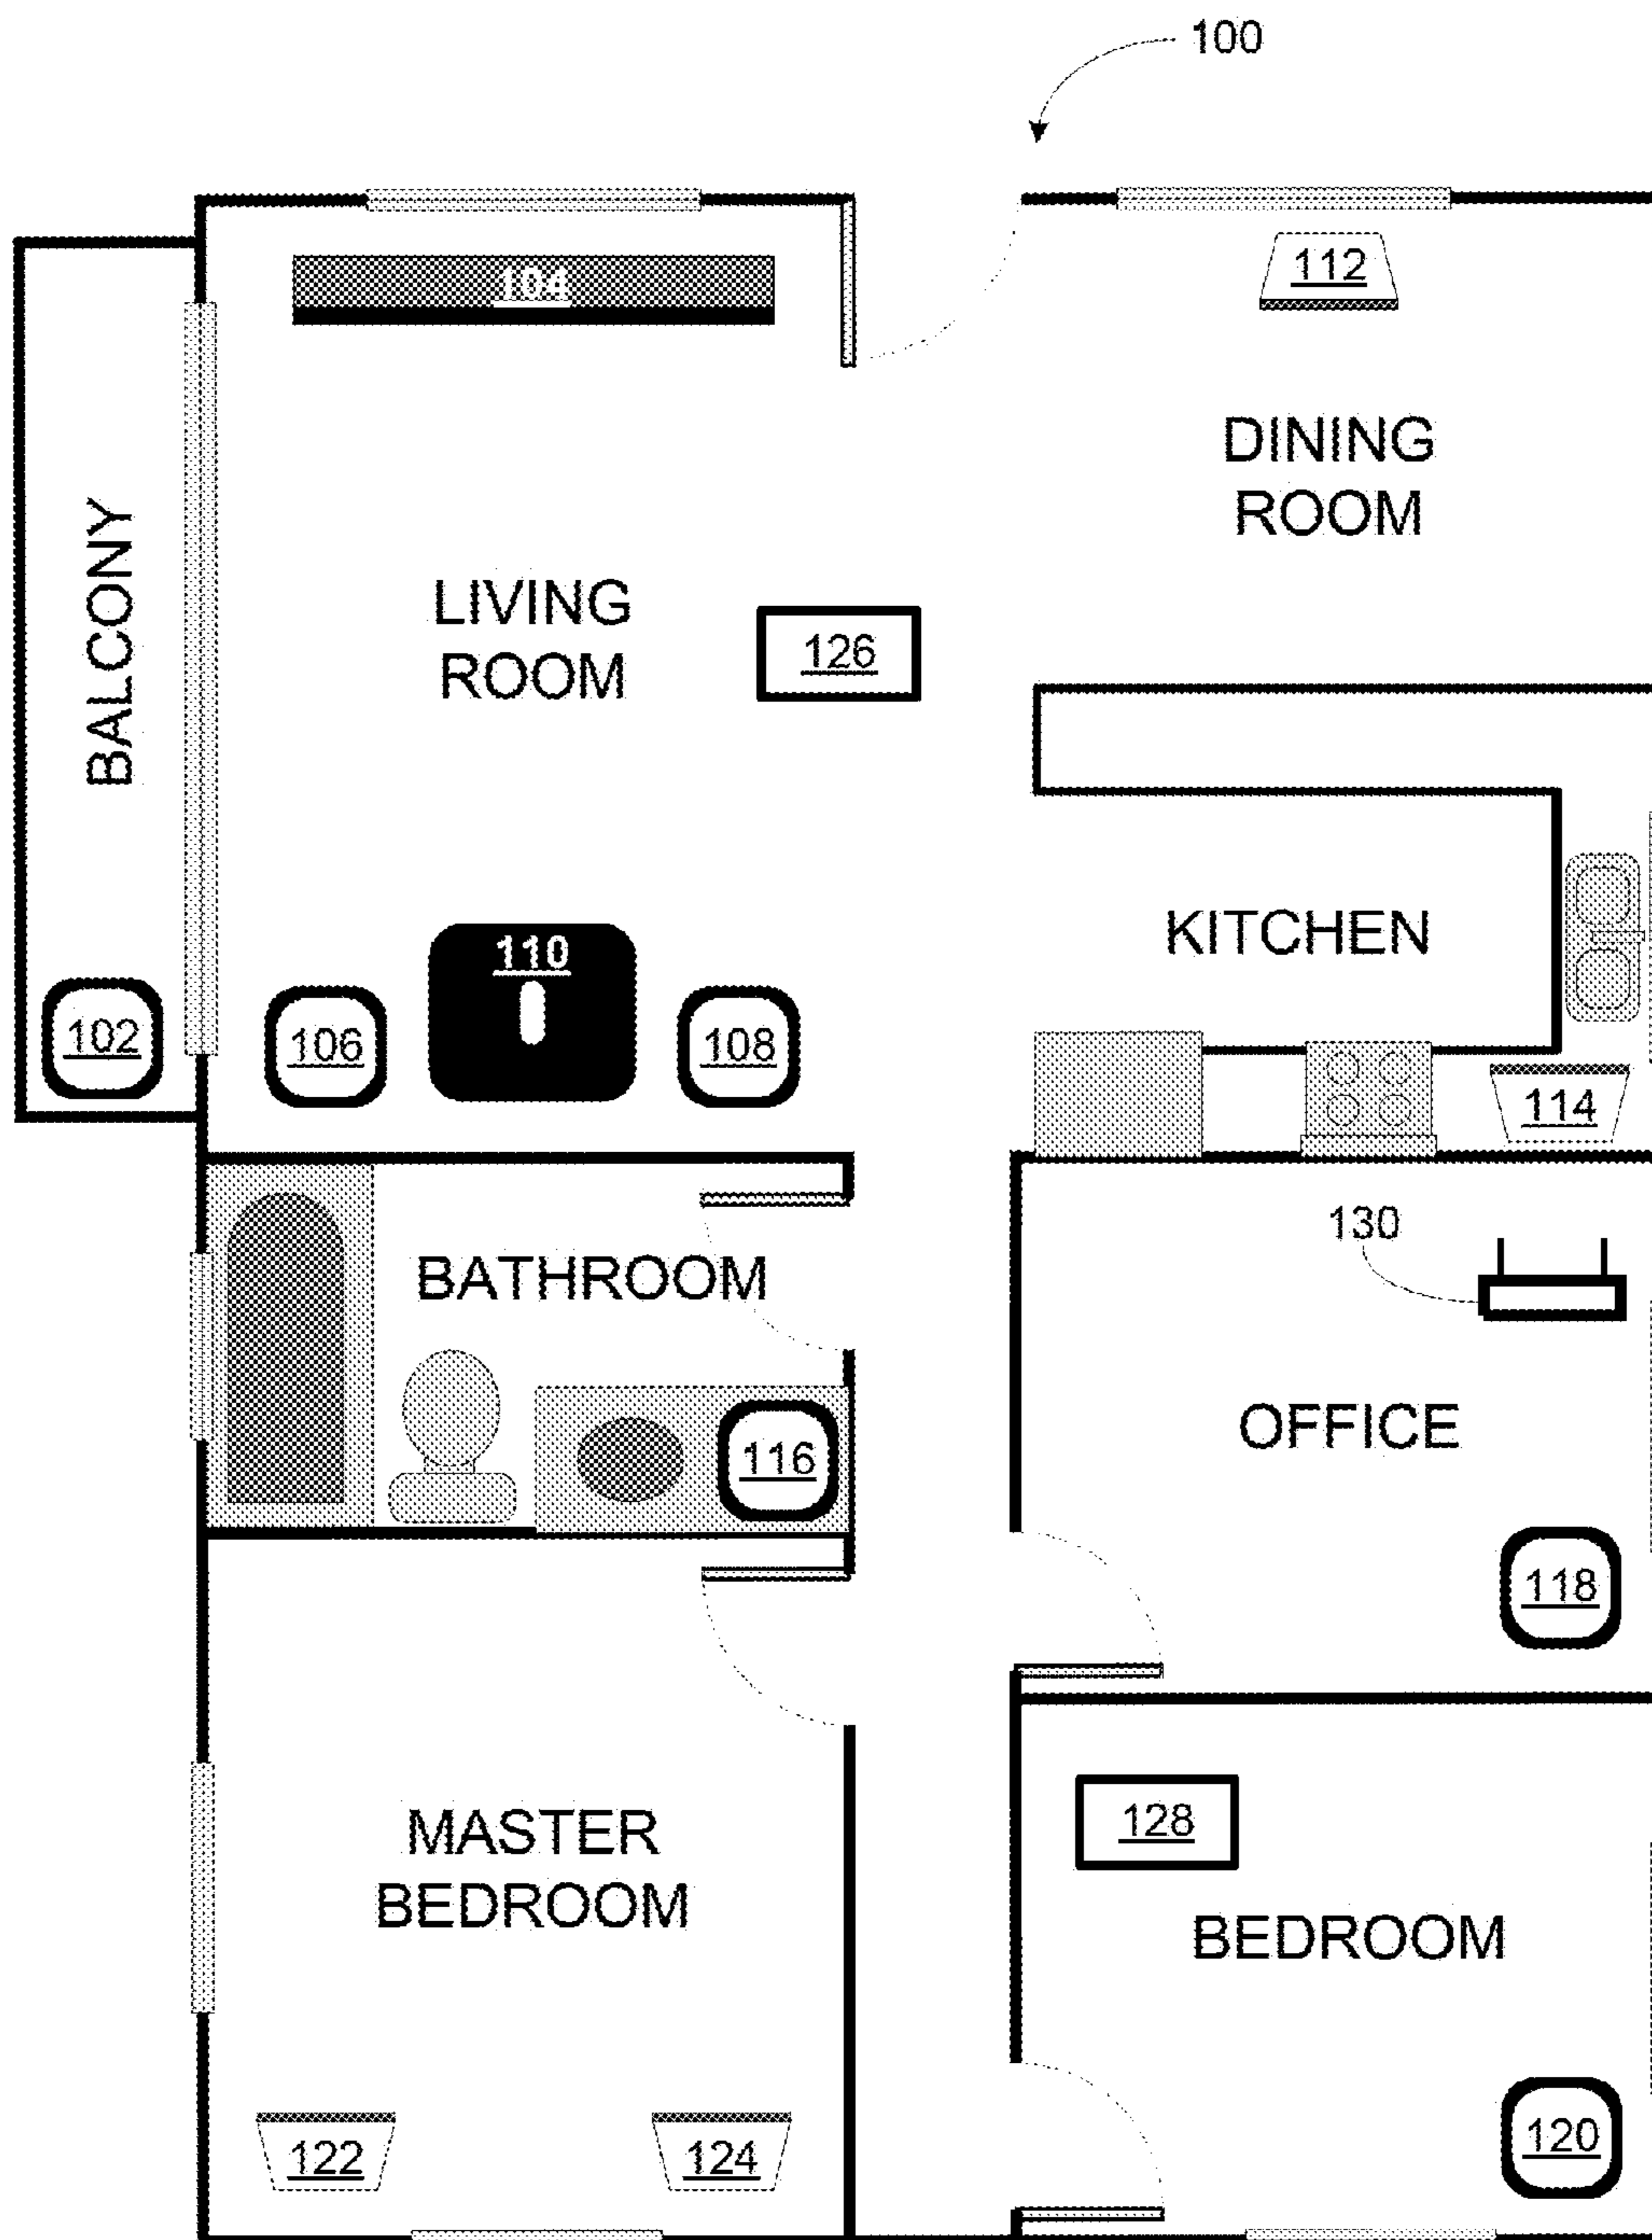 100
104
112
DINING
ROOM
BALCONY
LIVING
ROOM
126
KITCHEN
110
102
106
108
114
130
BATHROOM
OFFICE
116
118
128
MASTER
BEDROOM
BEDROOM
122
124
120